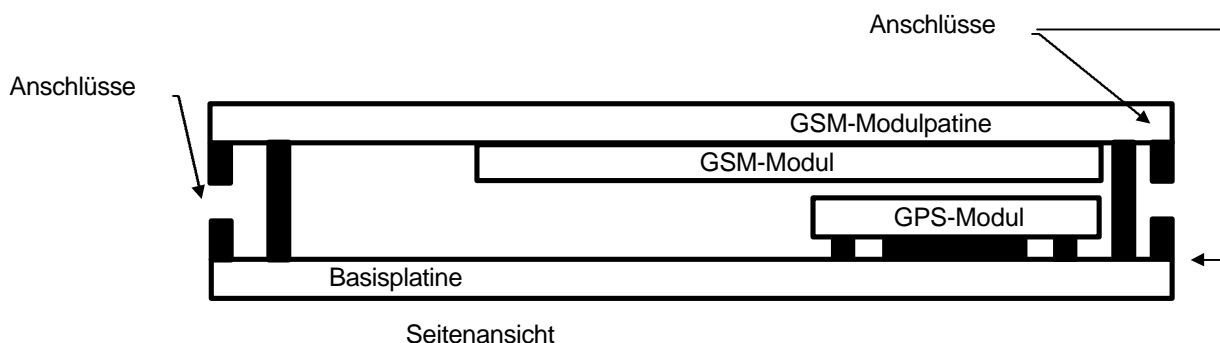 Anschlüsse
Anschlüsse
GSM-Modulpatine
GSM-Modul
GPS-Modul
Basisplatine
Seitenansicht